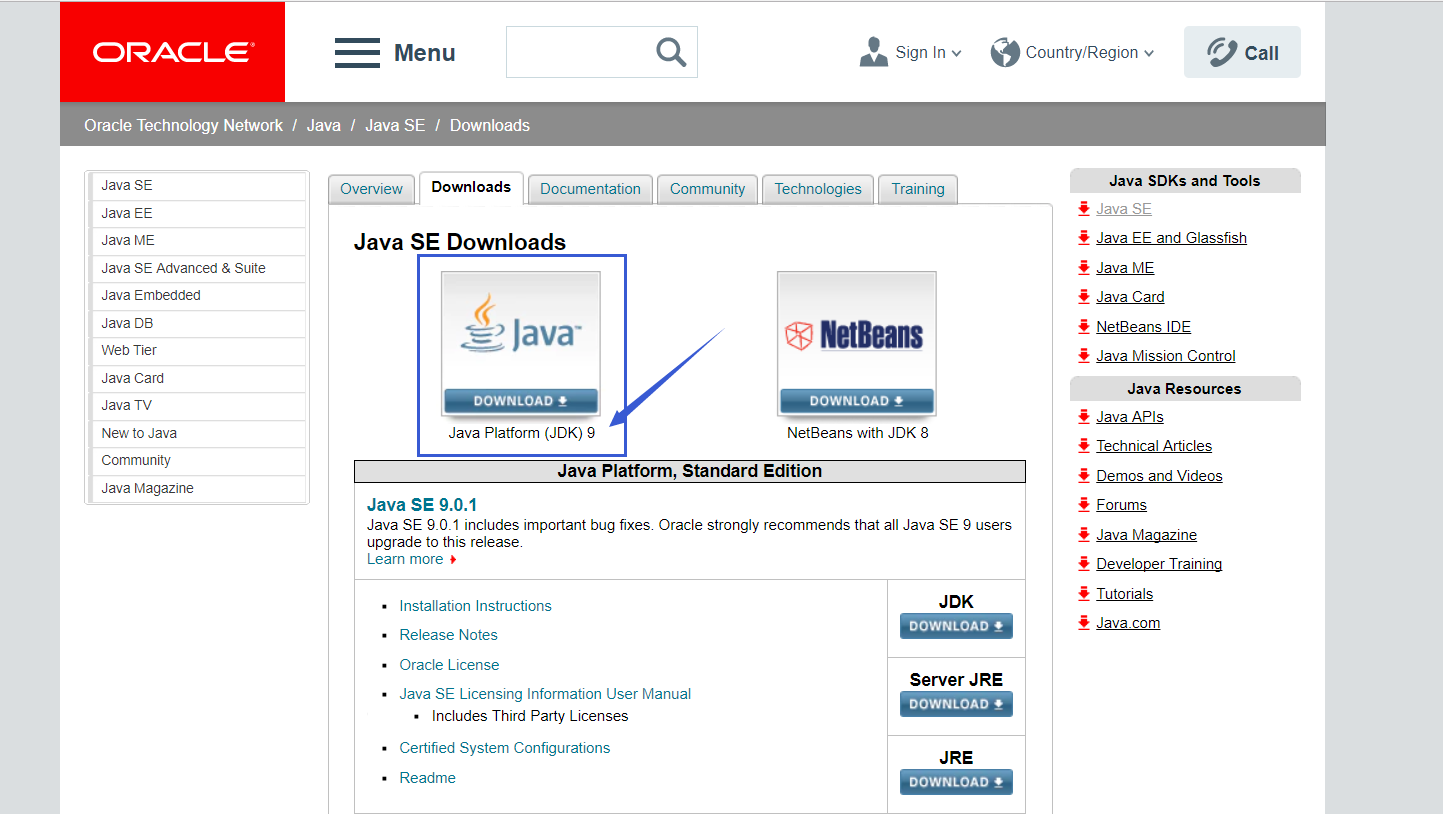 ORACLE
Menu
Sign In
Country/Region
Call
Oracle Technology Network / Java / Java SE / Downloads
Java SE
Java EE
Java ME
Java SE Advanced & Suite
Java Embedded
Java DB
Web Tier
Java Card
Java TV
New to Java
Community
Java Magazine
Overview
Downloads
Documentation
Community
Technologies
Training
Java SE Downloads
Java™
DOWNLOAD
Java Platform (JDK) 9
NetBeans
DOWNLOAD
NetBeans with JDK 8
Java Platform, Standard Edition
Java SE 9.0.1
Java SE 9.0.1 includes important bug fixes. Oracle strongly recommends that all Java SE 9 users
upgrade to this release.
Learn more
Installation Instructions
Release Notes
Oracle License
Java SE Licensing Information User Manual
Includes Third Party Licenses
Certified System Configurations
Readme
JDK
DOWNLOAD
Server JRE
DOWNLOAD
JRE
DOWNLOAD
Java SDKs and Tools
Java SE
Java EE and Glassfish
Java ME
Java Card
NetBeans IDE
Java Mission Control
Java Resources
Java APIs
Technical Articles
Demos and Videos
Forums
Java Magazine
Developer Training
Tutorials
Java.com